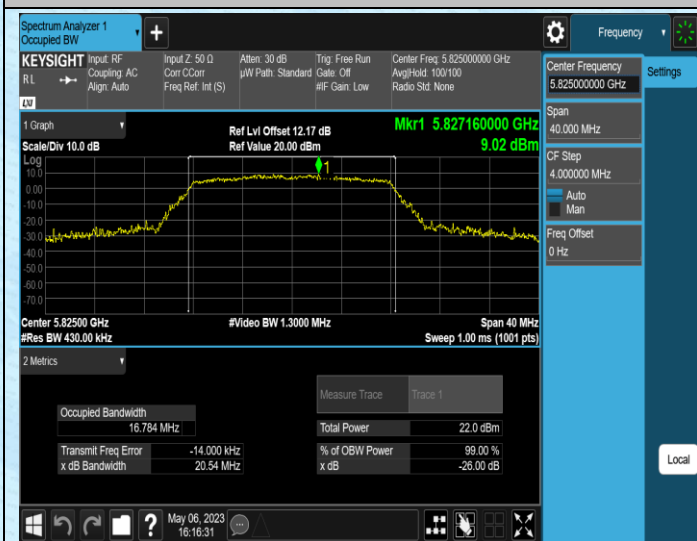 Spectrum Analyzer 1
Occupied BW
Frequency
KEYSIGHT
R L
LXI
Input: RF
Coupling: AC
Align: Auto
Input Z: 50 Ω
Corr CCorr
Freq Ref: Int (S)
Atten: 30 dB
µW Path: Standard
Trig: Free Run
Gate: Off
#IF Gain: Low
Center Freq: 5.825000000 GHz
Avg|Hold: 100/100
Radio Std: None
Center Frequency
5.825000000 GHz
Settings
Span
40.000 MHz
CF Step
4.000000 MHz
Auto
Man
Freq Offset
0 Hz
Local
1 Graph
Scale/Div 10.0 dB
Ref Lvl Offset 12.17 dB
Ref Value 20.00 dBm
Mkr1 5.827160000 GHz
9.02 dBm
Log
10.0
0.00
-10.0
-20.0
-30.0
-40.0
-50.0
-60.0
-70.0
1
Center 5.82500 GHz
#Res BW 430.00 kHz
#Video BW 1.3000 MHz
Span 40 MHz
Sweep 1.00 ms (1001 pts)
2 Metrics
Measure Trace
Trace 1
Occupied Bandwidth
16.784 MHz
Total Power
22.0 dBm
Transmit Freq Error
-14.000 kHz
% of OBW Power
99.00 %
x dB Bandwidth
20.54 MHz
x dB
-26.00 dB
?
May 06, 2023
16:16:31